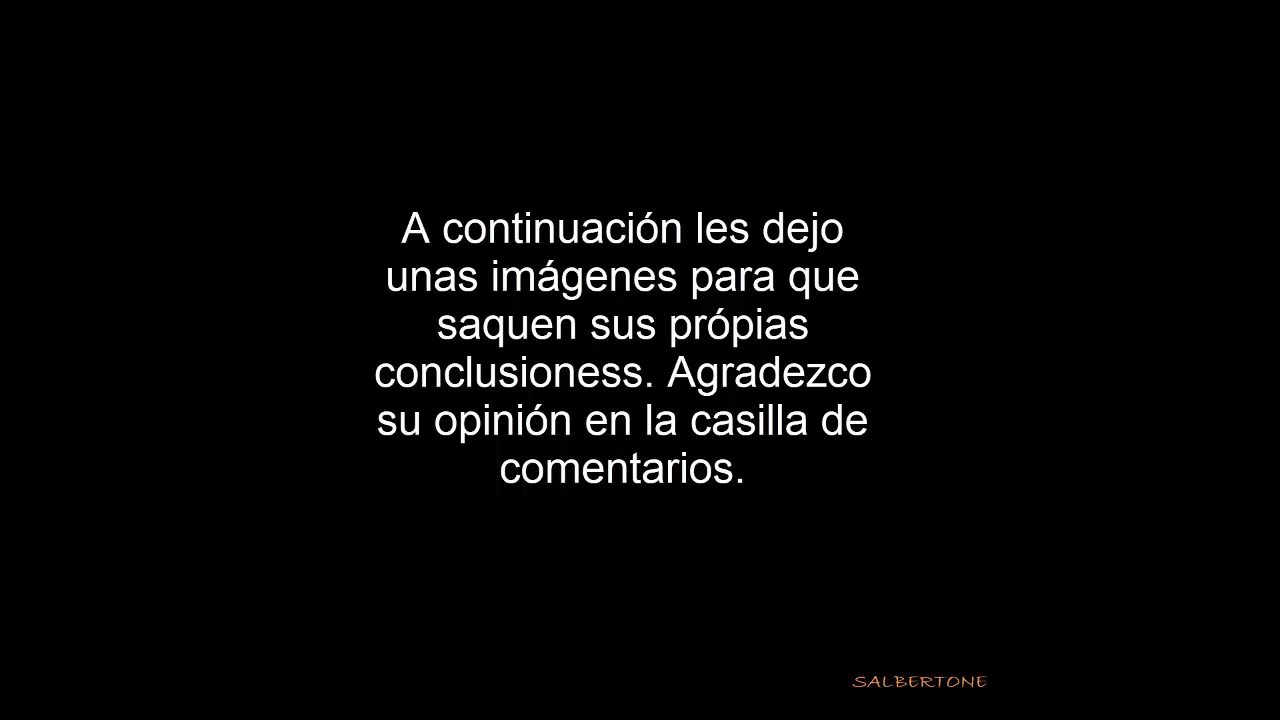 A continuación les dejo
unas imágenes para que
saquen sus própias
conclusioness. Agradezco
su opinión en la casilla de
comentarios.
SALBERTONE